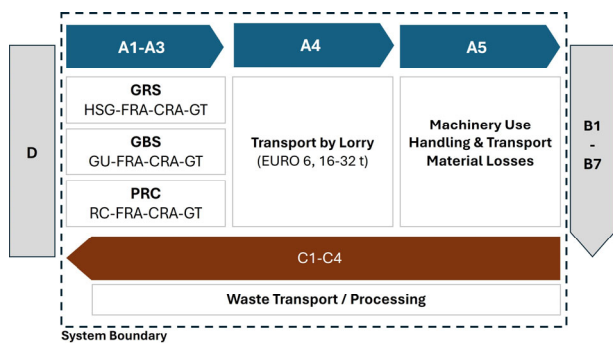 A1-A3
A4
A5
D
GRS
HSG-FRA-CRA-GT
GBS
GU-FRA-CRA-GT
PRC
RC-FRA-CRA-GT
Transport by Lorry
(EURO 6, 16-32 t)
Machinery Use
Handling & Transport
Material Losses
B1
-
B7
C1-C4
Waste Transport / Processing
System Boundary